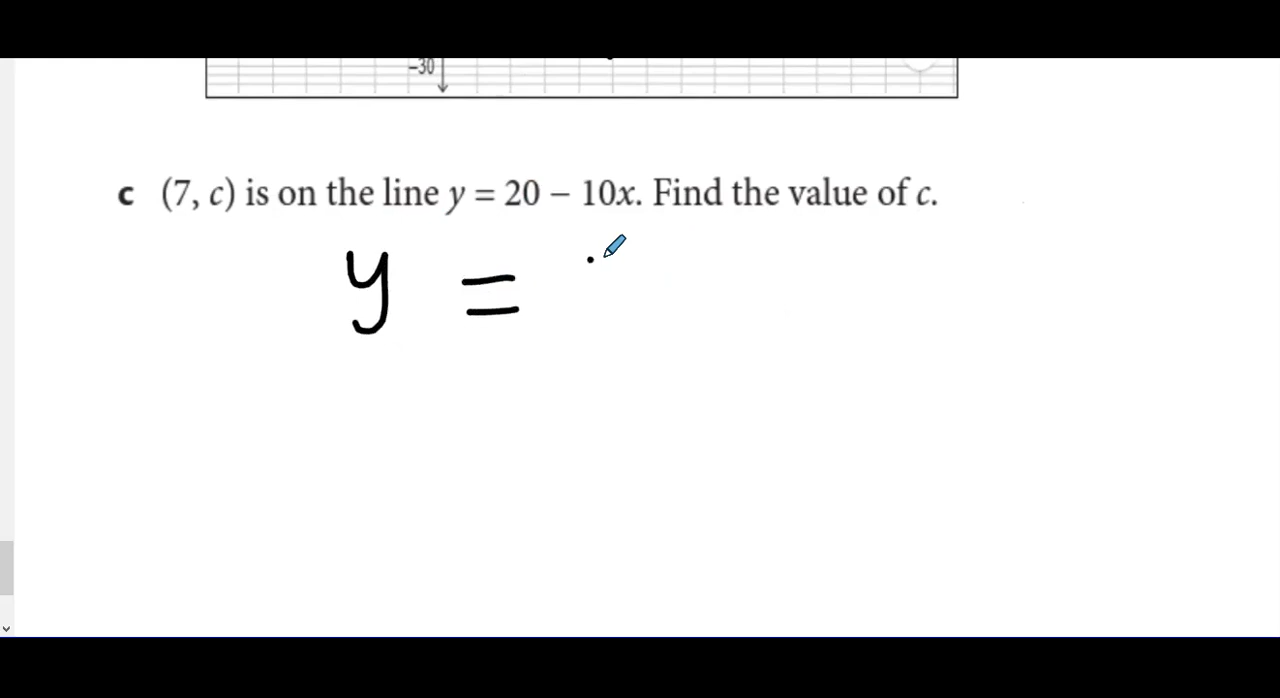 –30
c (7, c) is on the line y = 20 – 10x. Find the value of c.
y =